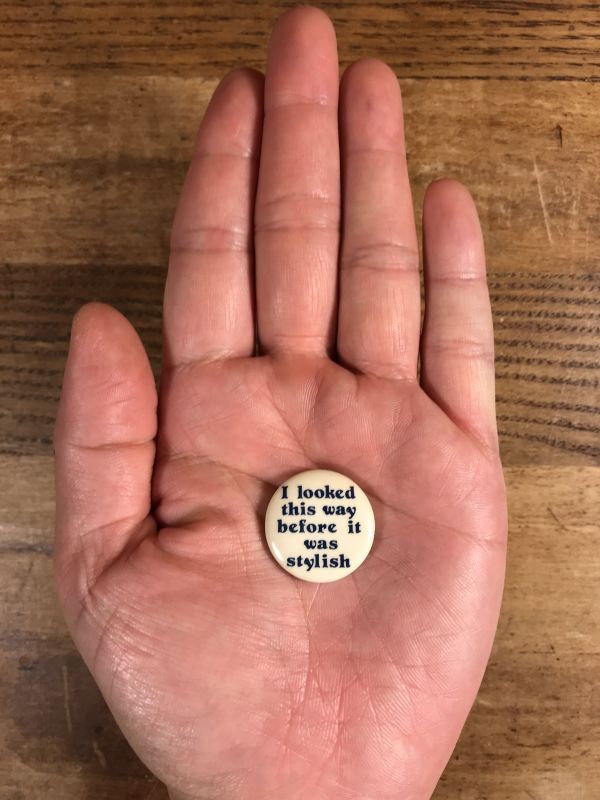 I looked
this way
before it
was
stylish